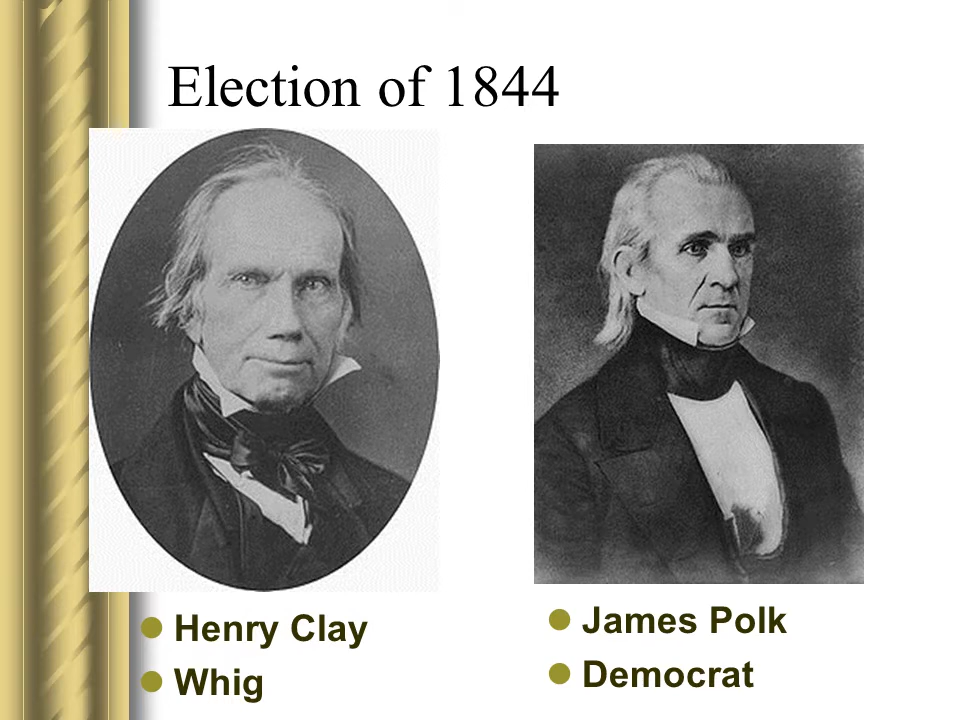 Election of 1844
Henry Clay
Whig
James Polk
Democrat